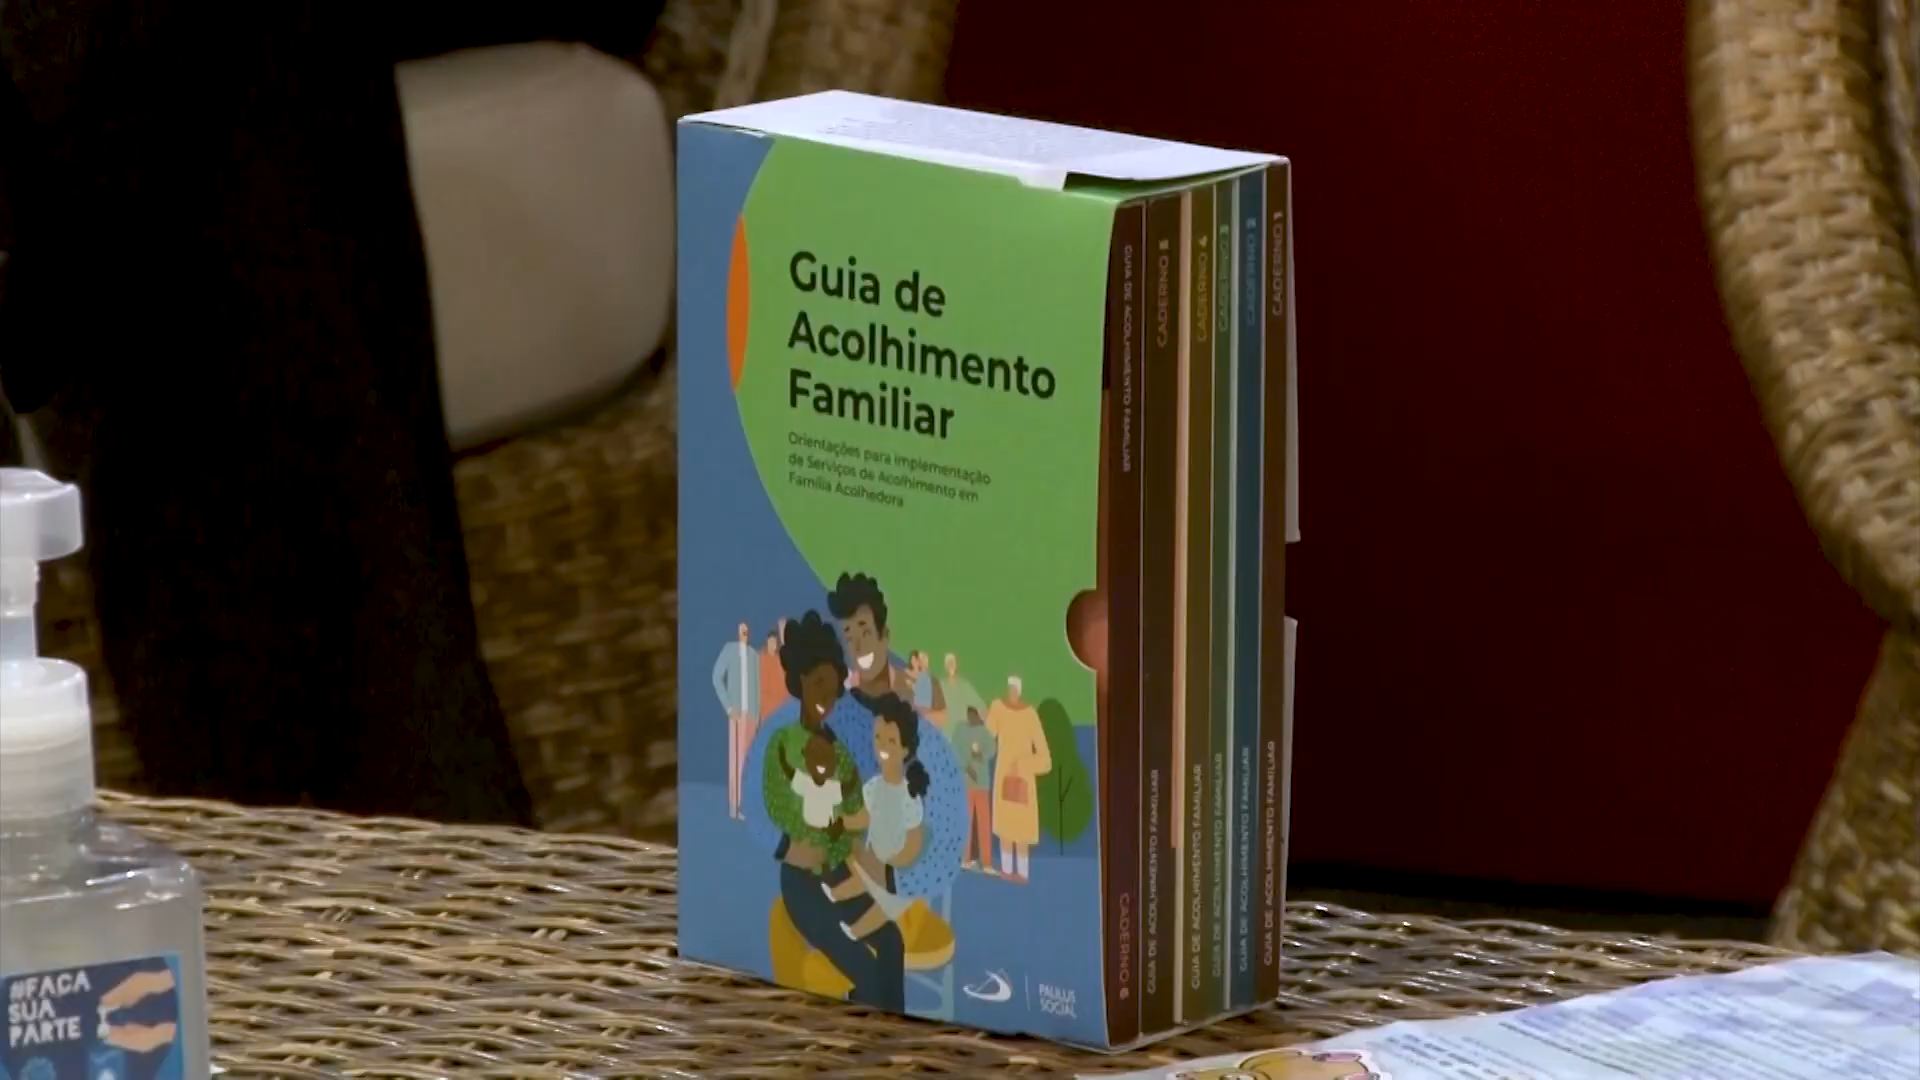 Guia de
Acolhimento
Familiar
Orientações para implementação
de Serviços de Acolhimento em
Família Acolhedora
PAULUS
SOCIAL
GUIA DE ACOLHIMENTO FAMILIAR
CADERNO 6
CADERNO 5
GUIA DE ACOLHIMENTO FAMILIAR
CADERNO 4
GUIA DE ACOLHIMENTO FAMILIAR
CADERNO 3
GUIA DE ACOLHIMENTO FAMILIAR
CADERNO 2
GUIA DE ACOLHIMENTO FAMILIAR
CADERNO 1
GUIA DE ACOLHIMENTO FAMILIAR
#FAÇA
SUA
PARTE